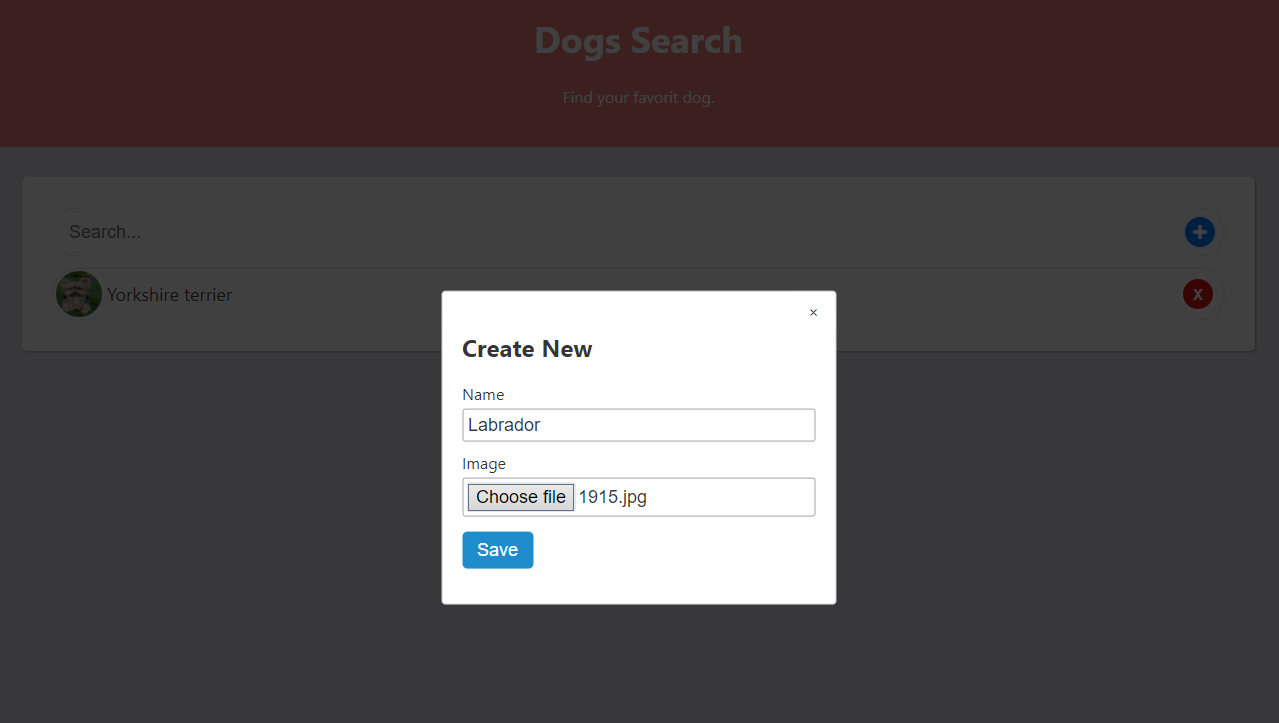 Dogs Search
Find your favorit dog.
Search...
Yorkshire terrier
X
×
Create New
Name
Labrador
Image
Choose file 1915.jpg
Save